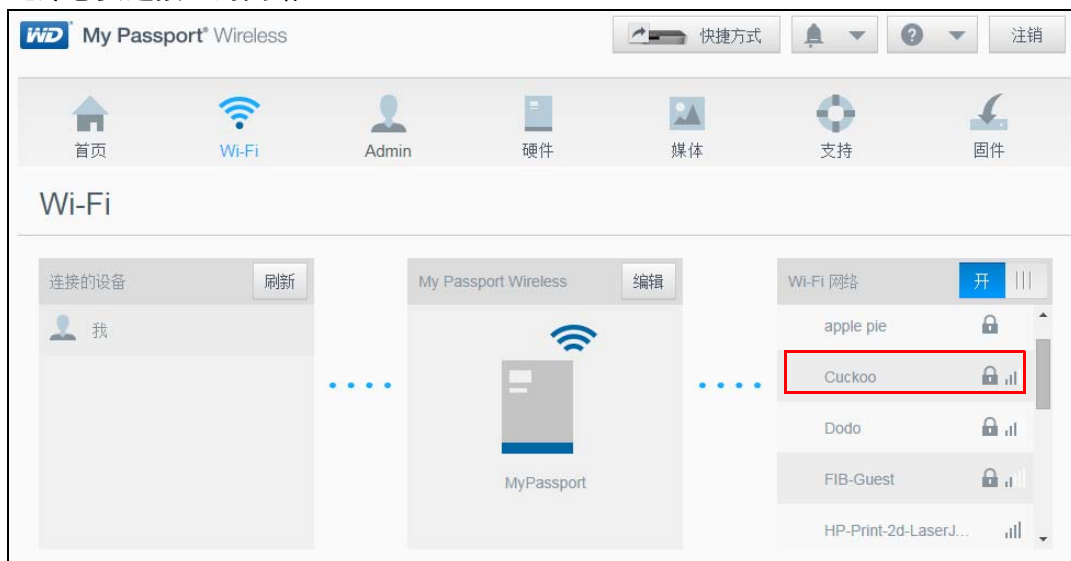 WD My Passport® Wireless
快捷方式
注销
首页
Wi-Fi
Admin
硬件
媒体
支持
固件
Wi-Fi
连接的设备
刷新
我
My Passport Wireless
编辑
MyPassport
Wi-Fi 网络
开
apple pie
Cuckoo
Dodo
FIB-Guest
HP-Print-2d-LaserJ...